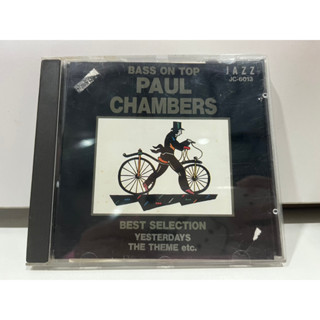 BASS ON TOP
PAUL
CHAMBERS
JAZZ
JC-6013
BEST SELECTION
YESTERDAYS
THE THEME etc.